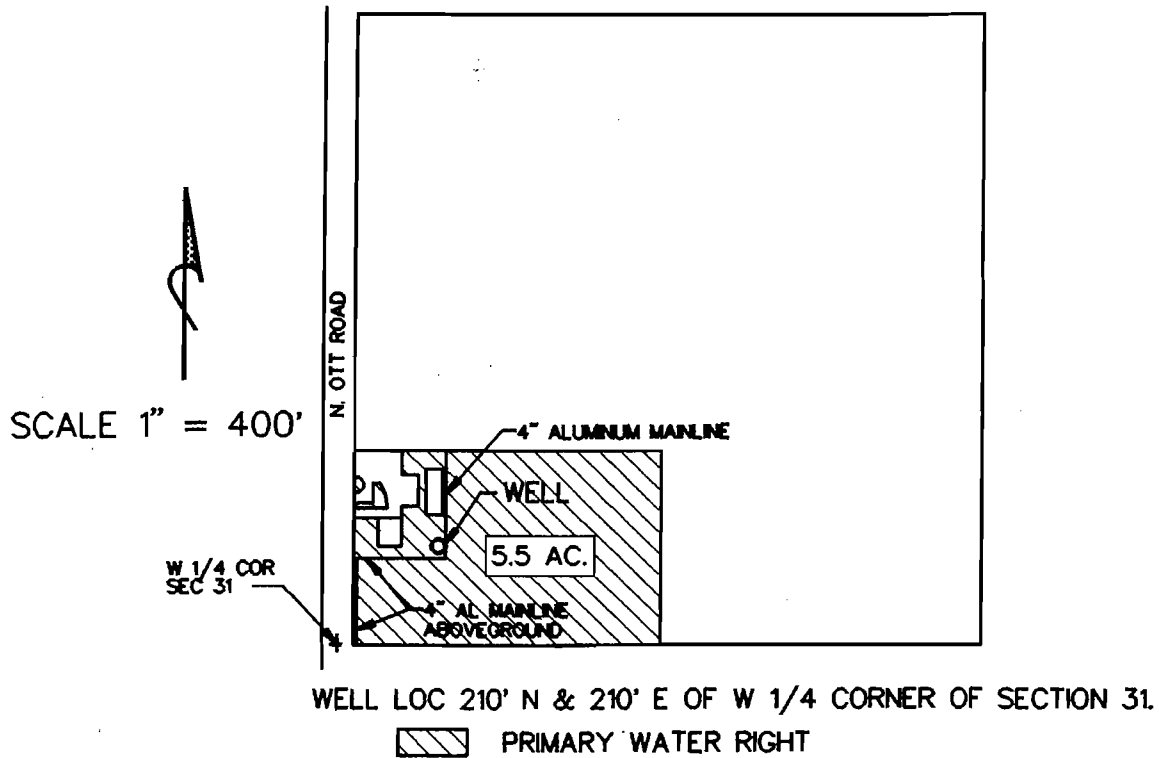 N. OTT ROAD
SCALE 1" = 400'
4" ALUMINUM MAINLINE
WELL
5.5 AC.
W 1/4 COR
SEC 31
4" AL MAINLINE
ABOVEGROUND
WELL LOC 210' N & 210' E OF W 1/4 CORNER OF SECTION 31.
PRIMARY WATER RIGHT